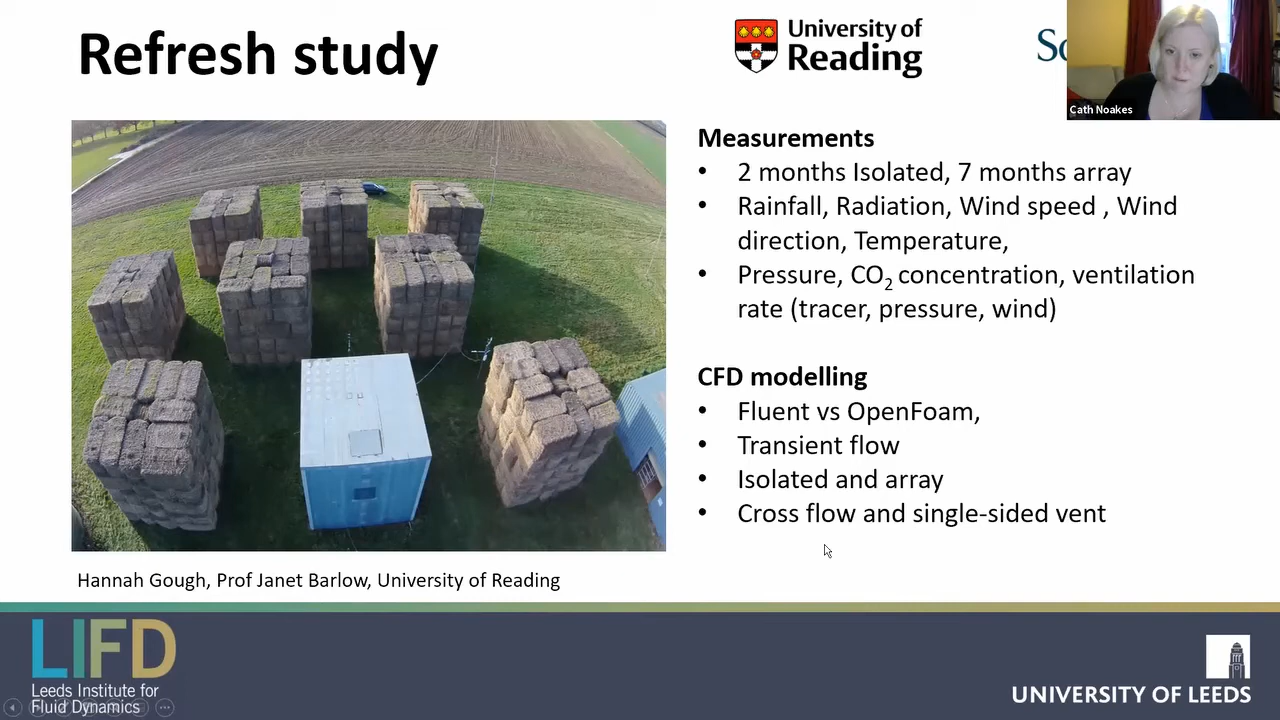 Refresh study
University of
Reading
Cath Noakes
Measurements
• 2 months Isolated, 7 months array
• Rainfall, Radiation, Wind speed , Wind
direction, Temperature,
• Pressure, CO₂ concentration, ventilation
rate (tracer, pressure, wind)
CFD modelling
• Fluent vs OpenFoam,
• Transient flow
• Isolated and array
• Cross flow and single-sided vent
Hannah Gough, Prof Janet Barlow, University of Reading
LIFD
Leeds Institute for
Fluid Dynamics
UNIVERSITY OF LEEDS